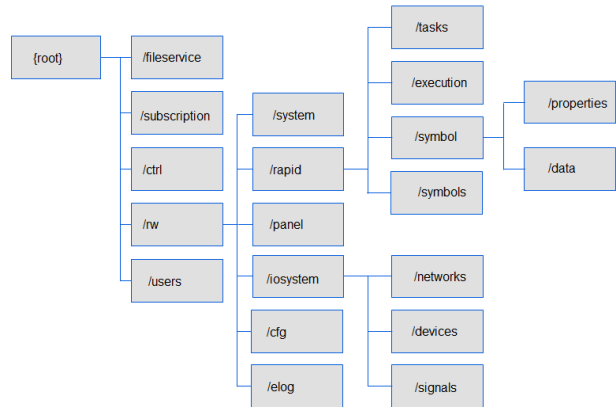 {root}
/fileservice
/subscription
/ctrl
/rw
/users
/system
/rapid
/panel
/iosystem
/cfg
/elog
/tasks
/execution
/symbol
/symbols
/networks
/devices
/signals
/properties
/data